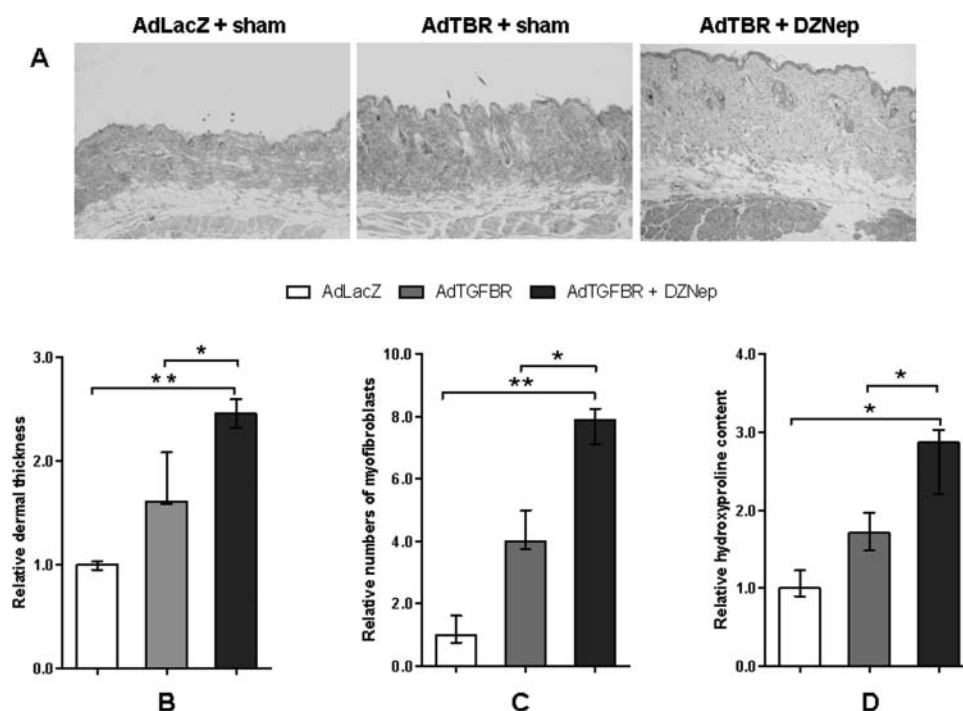 AdLacZ + sham AdTBR + sham AdTBR + DZNep
A
AdLacZ AdTGFBR AdTGFBR + DZNep
Relative dermal thickness
3.0
2.0
1.0
0.0
*
**
B
Relative numbers of myofibroblasts
10.0
8.0
6.0
4.0
2.0
0.0
*
**
C
Relative hydroxyproline content
4.0
3.0
2.0
1.0
0.0
*
*
D